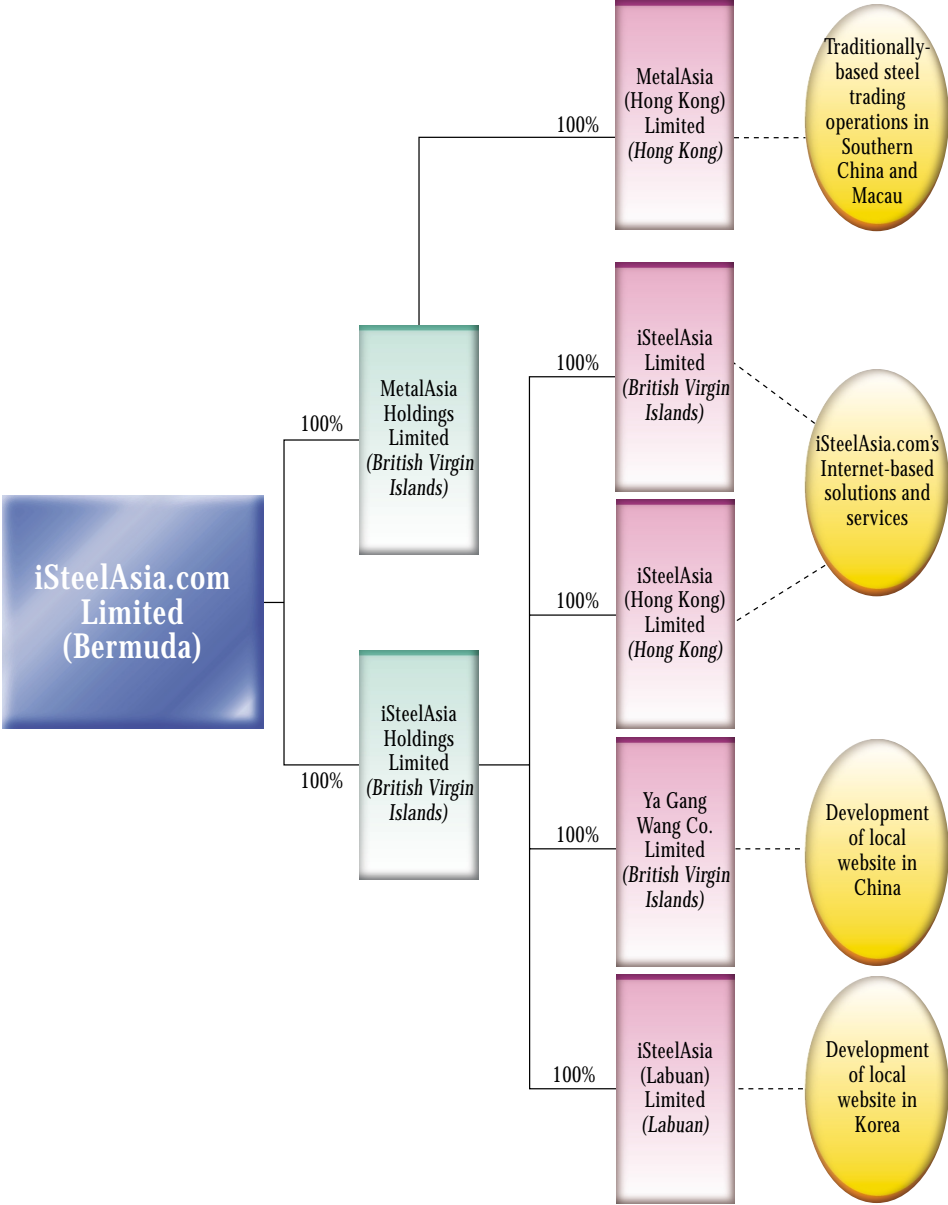 iSteelAsia.com
Limited
(Bermuda)
100%
MetalAsia
Holdings
Limited
(British Virgin
Islands)
100%
iSteelAsia
Holdings
Limited
(British Virgin
Islands)
100%
MetalAsia
(Hong Kong)
Limited
(Hong Kong)
Traditionally-
based steel
trading
operations in
Southern
China and
Macau
100%
iSteelAsia
Limited
(British Virgin
Islands)
100%
iSteelAsia
(Hong Kong)
Limited
(Hong Kong)
iSteelAsia.com's
Internet-based
solutions and
services
100%
Ya Gang
Wang Co.
Limited
(British Virgin
Islands)
Development
of local
website in
China
100%
iSteelAsia
(Labuan)
Limited
(Labuan)
Development
of local
website in
Korea